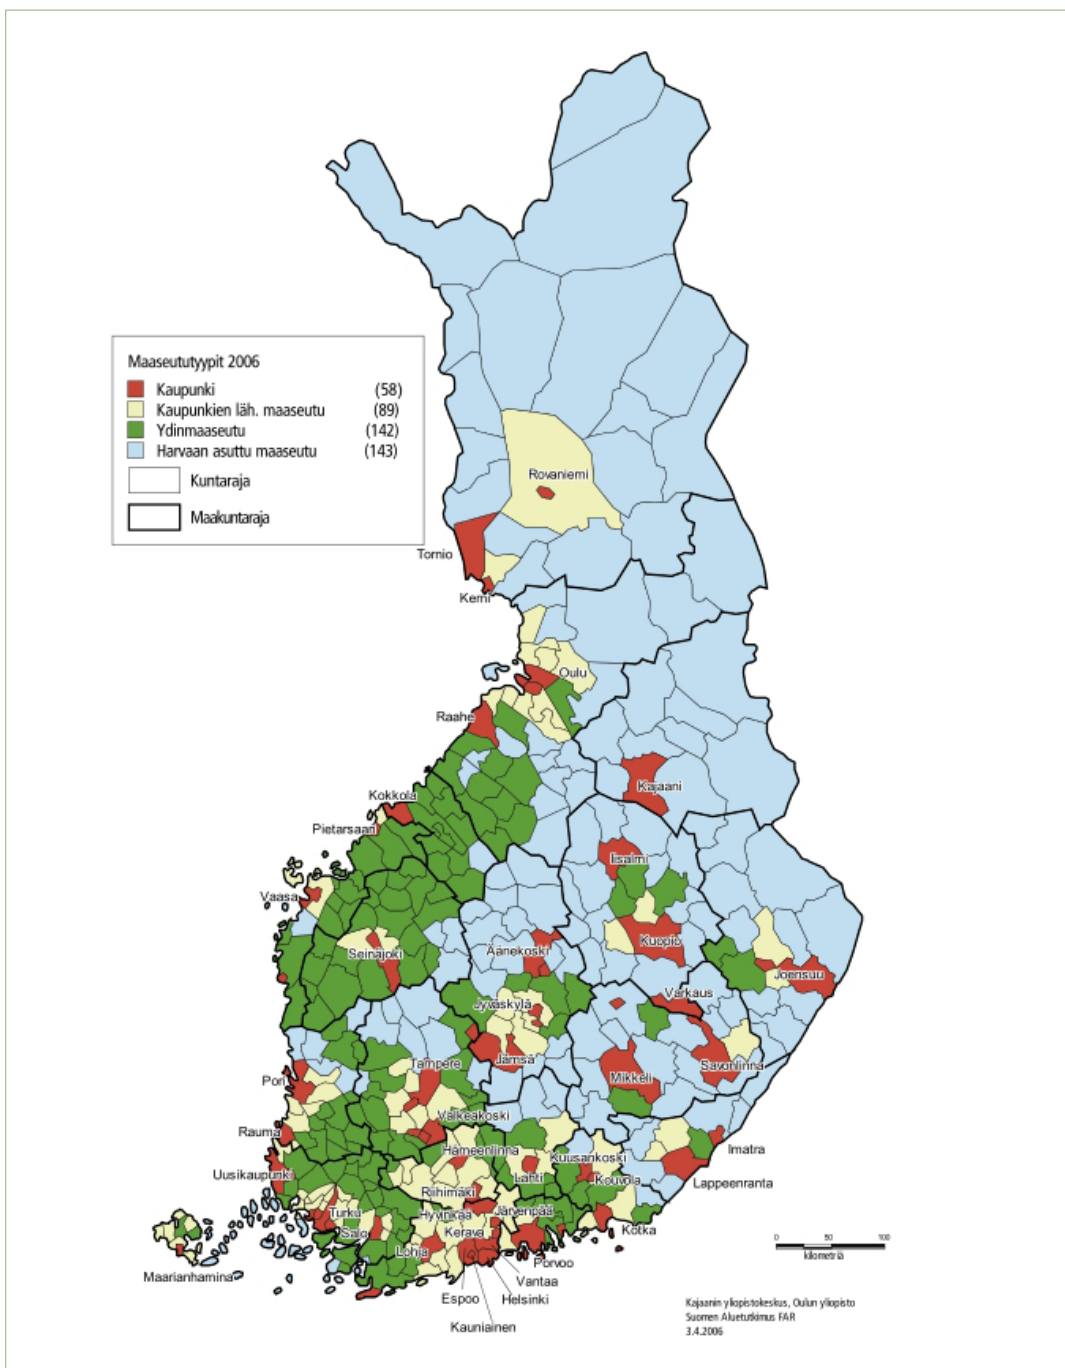 Maaseututyypit 2006
Kaupunki (58)
Kaupunkien läh. maaseutu (89)
Ydinmaaseutu (142)
Harvaan asuttu maaseutu (143)
Kuntaraja
Maakuntaraja
Rovaniemi
Tornio
Kemi
Oulu
Raahe
Kajaani
Kokkola
Pietarsaari
Iisalmi
Vaasa
Kuopio
Seinäjoki
Äänekoski
Joensuu
Varkaus
Jyväskylä
Jämsä
Tampere
Savonlinna
Mikkeli
Pori
Valkeakoski
Rauma
Hämeenlinna
Imatra
Kuusankoski
Uusikaupunki
Lahti
Kouvola
Lappeenranta
Riihimäki
Turku
Hyvinkää
Järvenpää
Salo
Kerava
Kotka
Lohja
Porvoo
Maarianhamina
Vantaa
Espoo
Helsinki
Kauniainen
0 50 100
kilometriä
Kajaanin yliopistokeskus, Oulun yliopisto
Suomen Aluetutkimus FAR
3.4.2006